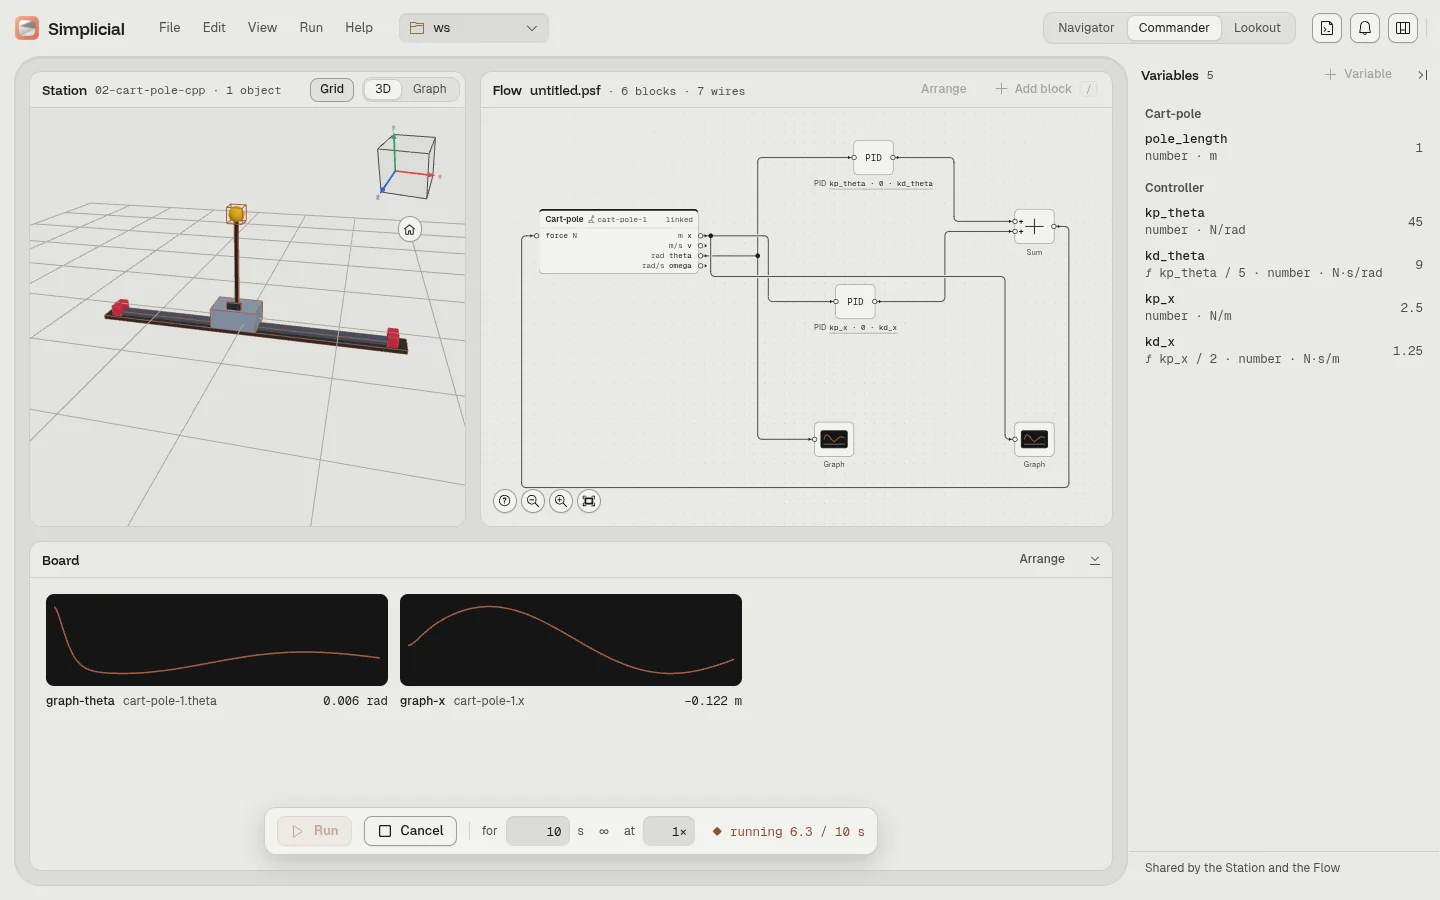 Simplicial
File Edit View Run Help
ws
Navigator Commander Lookout
Station 02-cart-pole-cpp · 1 object
Grid 3D Graph
y
x
z
Flow untitled.psf · 6 blocks · 7 wires
Arrange Add block /
PID
PID kp_theta · 0 · kd_theta
Cart-pole cart-pole-1 linked
force N
m x
m/s v
rad theta
rad/s omega
Sum
PID
PID kp_x · 0 · kd_x
Graph
Graph
Board
Arrange
graph-theta cart-pole-1.theta 0.006 rad
graph-x cart-pole-1.x -0.122 m
Run Cancel for 10 s ∞ at 1× running 6.3 / 10 s
Variables 5
+ Variable
Cart-pole
pole_length
number · m
1
Controller
kp_theta
number · N/rad
45
kd_theta
ƒ kp_theta / 5 · number · N·s/rad
9
kp_x
number · N/m
2.5
kd_x
ƒ kp_x / 2 · number · N·s/m
1.25
Shared by the Station and the Flow